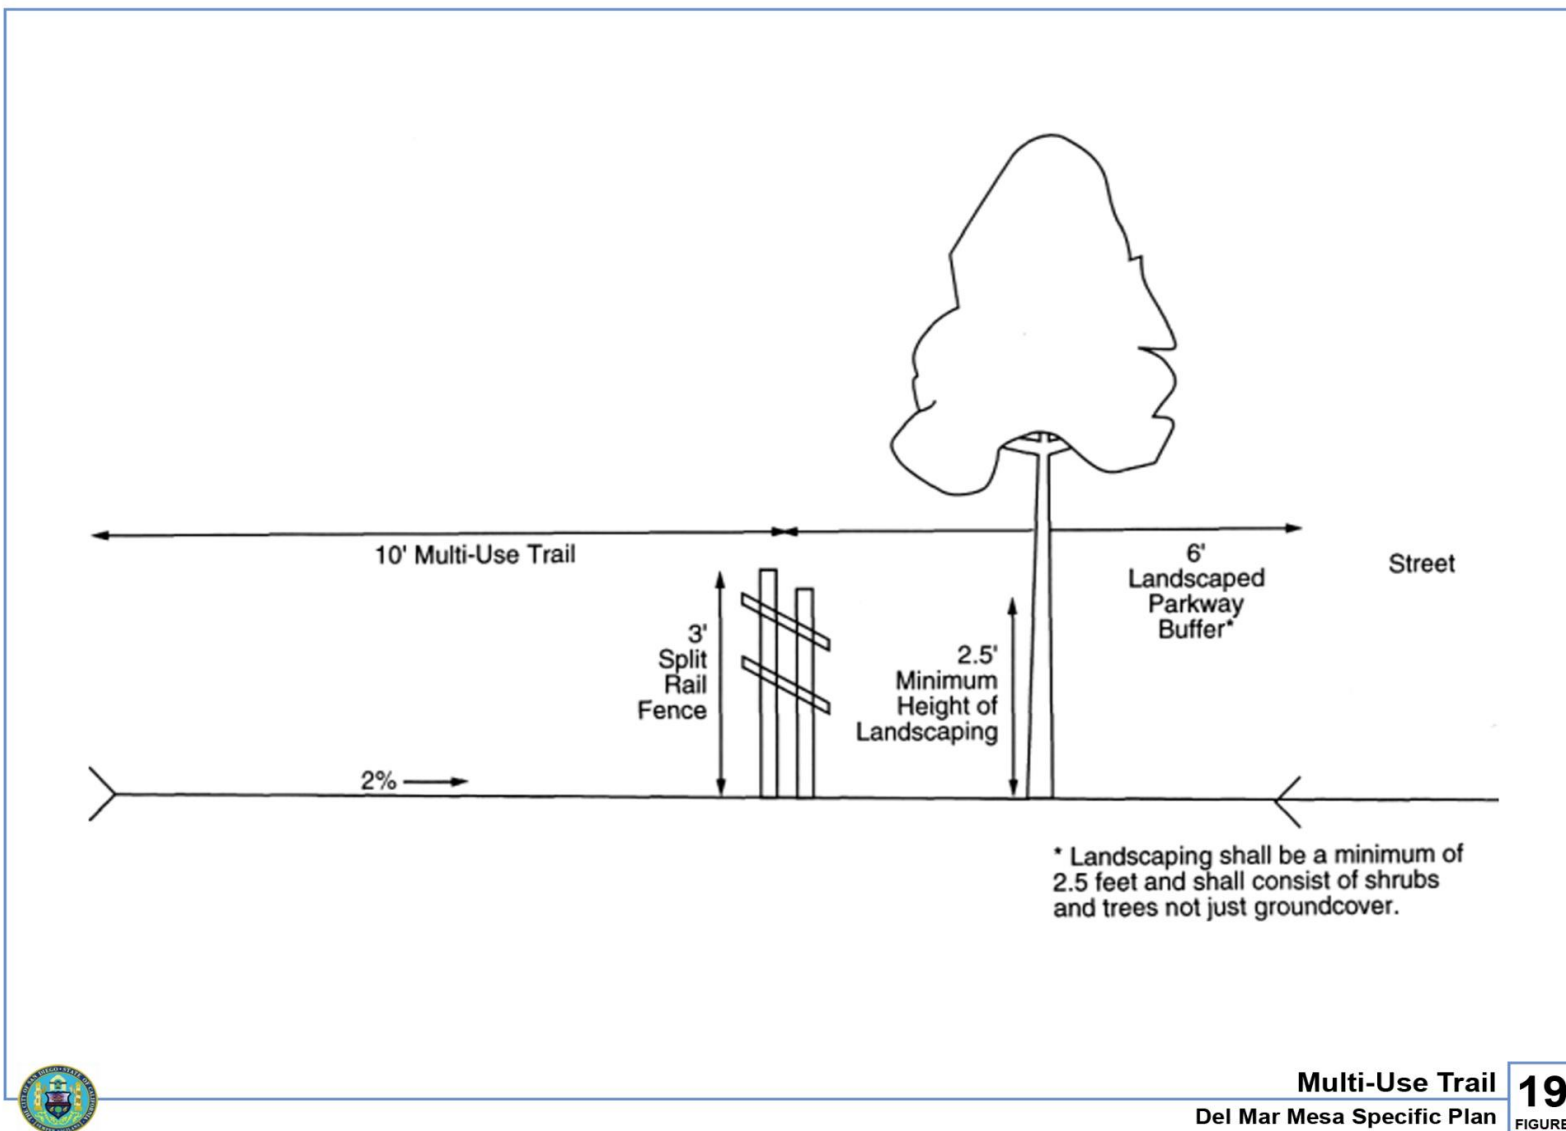 10' Multi-Use Trail
6'
Landscaped
Parkway
Buffer*
Street
3'
Split
Rail
Fence
2.5'
Minimum
Height of
Landscaping
2%
* Landscaping shall be a minimum of
2.5 feet and shall consist of shrubs
and trees not just groundcover.
Multi-Use Trail
Del Mar Mesa Specific Plan
19
FIGURE